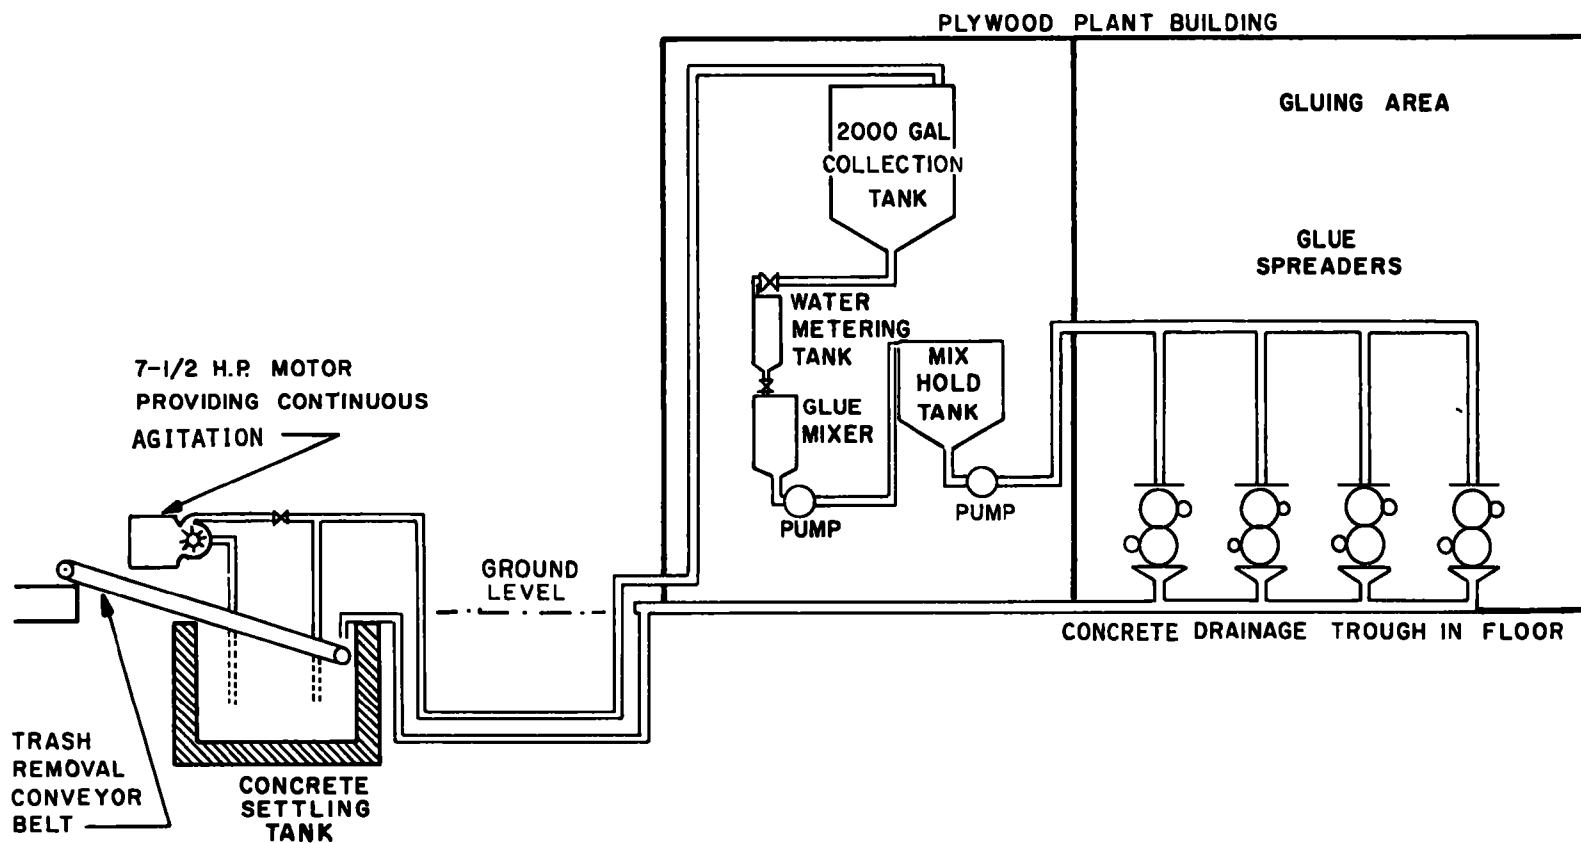 PLYWOOD PLANT BUILDING
GLUING AREA
2000 GAL
COLLECTION
TANK
GLUE
SPREADERS
WATER
METERING
TANK
MIX
HOLD
TANK
GLUE
MIXER
PUMP
PUMP
7-1/2 H.P. MOTOR
PROVIDING CONTINUOUS
AGITATION
GROUND
LEVEL
CONCRETE DRAINAGE TROUGH IN FLOOR
TRASH
REMOVAL
CONVEYOR
BELT
CONCRETE
SETTLING
TANK